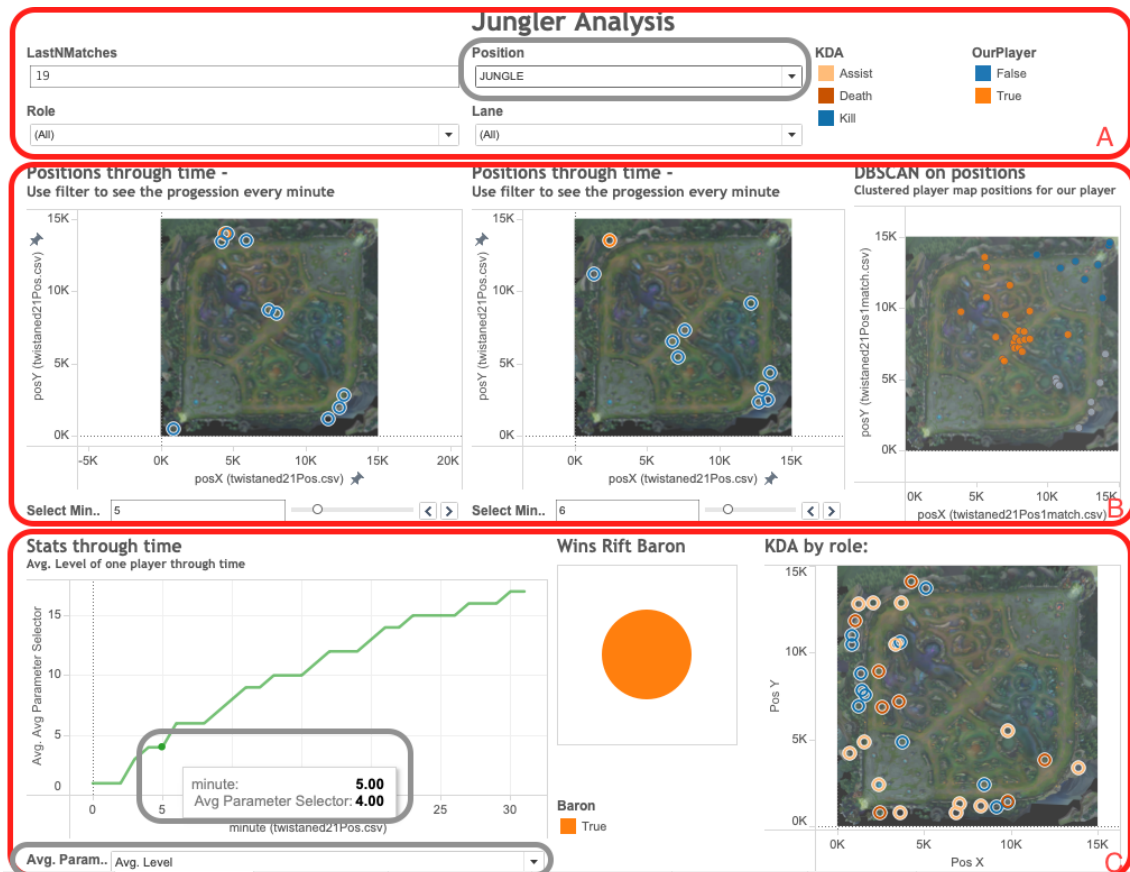 Jungler Analysis
LastNMatches
19
Position
JUNGLE
KDA
Assist
Death
Kill
OurPlayer
False
True
Role
(All)
Lane
(All)
A
Positions through time -
Use filter to see the progession every minute
15K
10K
5K
0K
posY (twistaned21Pos.csv)
-5K 0K 5K 10K 15K 20K
posX (twistaned21Pos.csv)
Select Min.. 5
Positions through time -
Use filter to see the progession every minute
15K
10K
5K
0K
posY (twistaned21Pos.csv)
0K 5K 10K 15K
posX (twistaned21Pos.csv)
Select Min.. 6
DBSCAN on positions
Clustered player map positions for our player
15K
10K
5K
0K
posY (twistaned21Pos1match.csv)
0K 5K 10K 15K
posX (twistaned21Pos1match.csv)
B
Stats through time
Avg. Level of one player through time
15
10
5
0
Avg. Avg Parameter Selector
minute: 5.00
Avg Parameter Selector: 4.00
0 5 25 30
minute (twistaned21Pos.csv)
Avg. Param.. Avg. Level
Wins Rift Baron
Baron
True
KDA by role:
15K
10K
5K
0K
Pos Y
0K 5K 10K 15K
Pos X
C